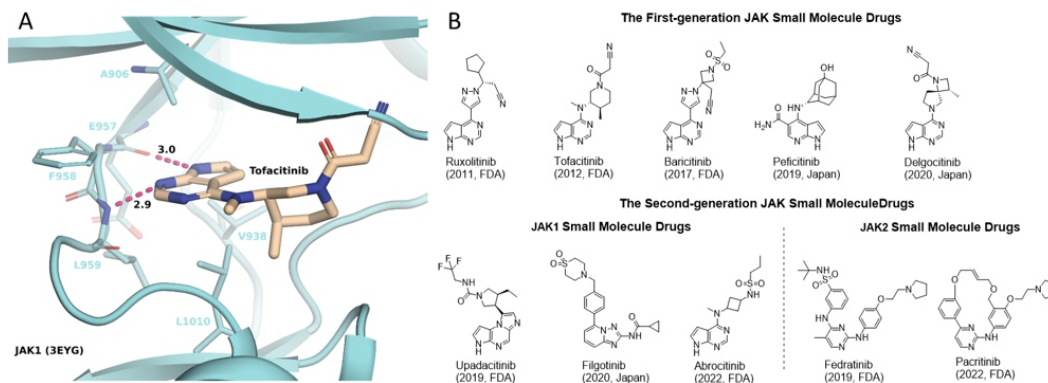 A
A906
E957
3.0
F958
Tofacitinib
2.9
V938
L959
L1010
JAK1 (3EYG)
B
The First-generation JAK Small Molecule Drugs
Ruxolitinib
(2011, FDA)
Tofacitinib
(2012, FDA)
Baricitinib
(2017, FDA)
Peficitinib
(2019, Japan)
Delgocitinib
(2020, Japan)
The Second-generation JAK Small MoleculeDrugs
JAK1 Small Molecule Drugs
JAK2 Small Molecule Drugs
Upadacitinib
(2019, FDA)
Filgotinib
(2020, Japan)
Abrocitinib
(2022, FDA)
Fedratinib
(2019, FDA)
Pacritinib
(2022, FDA)